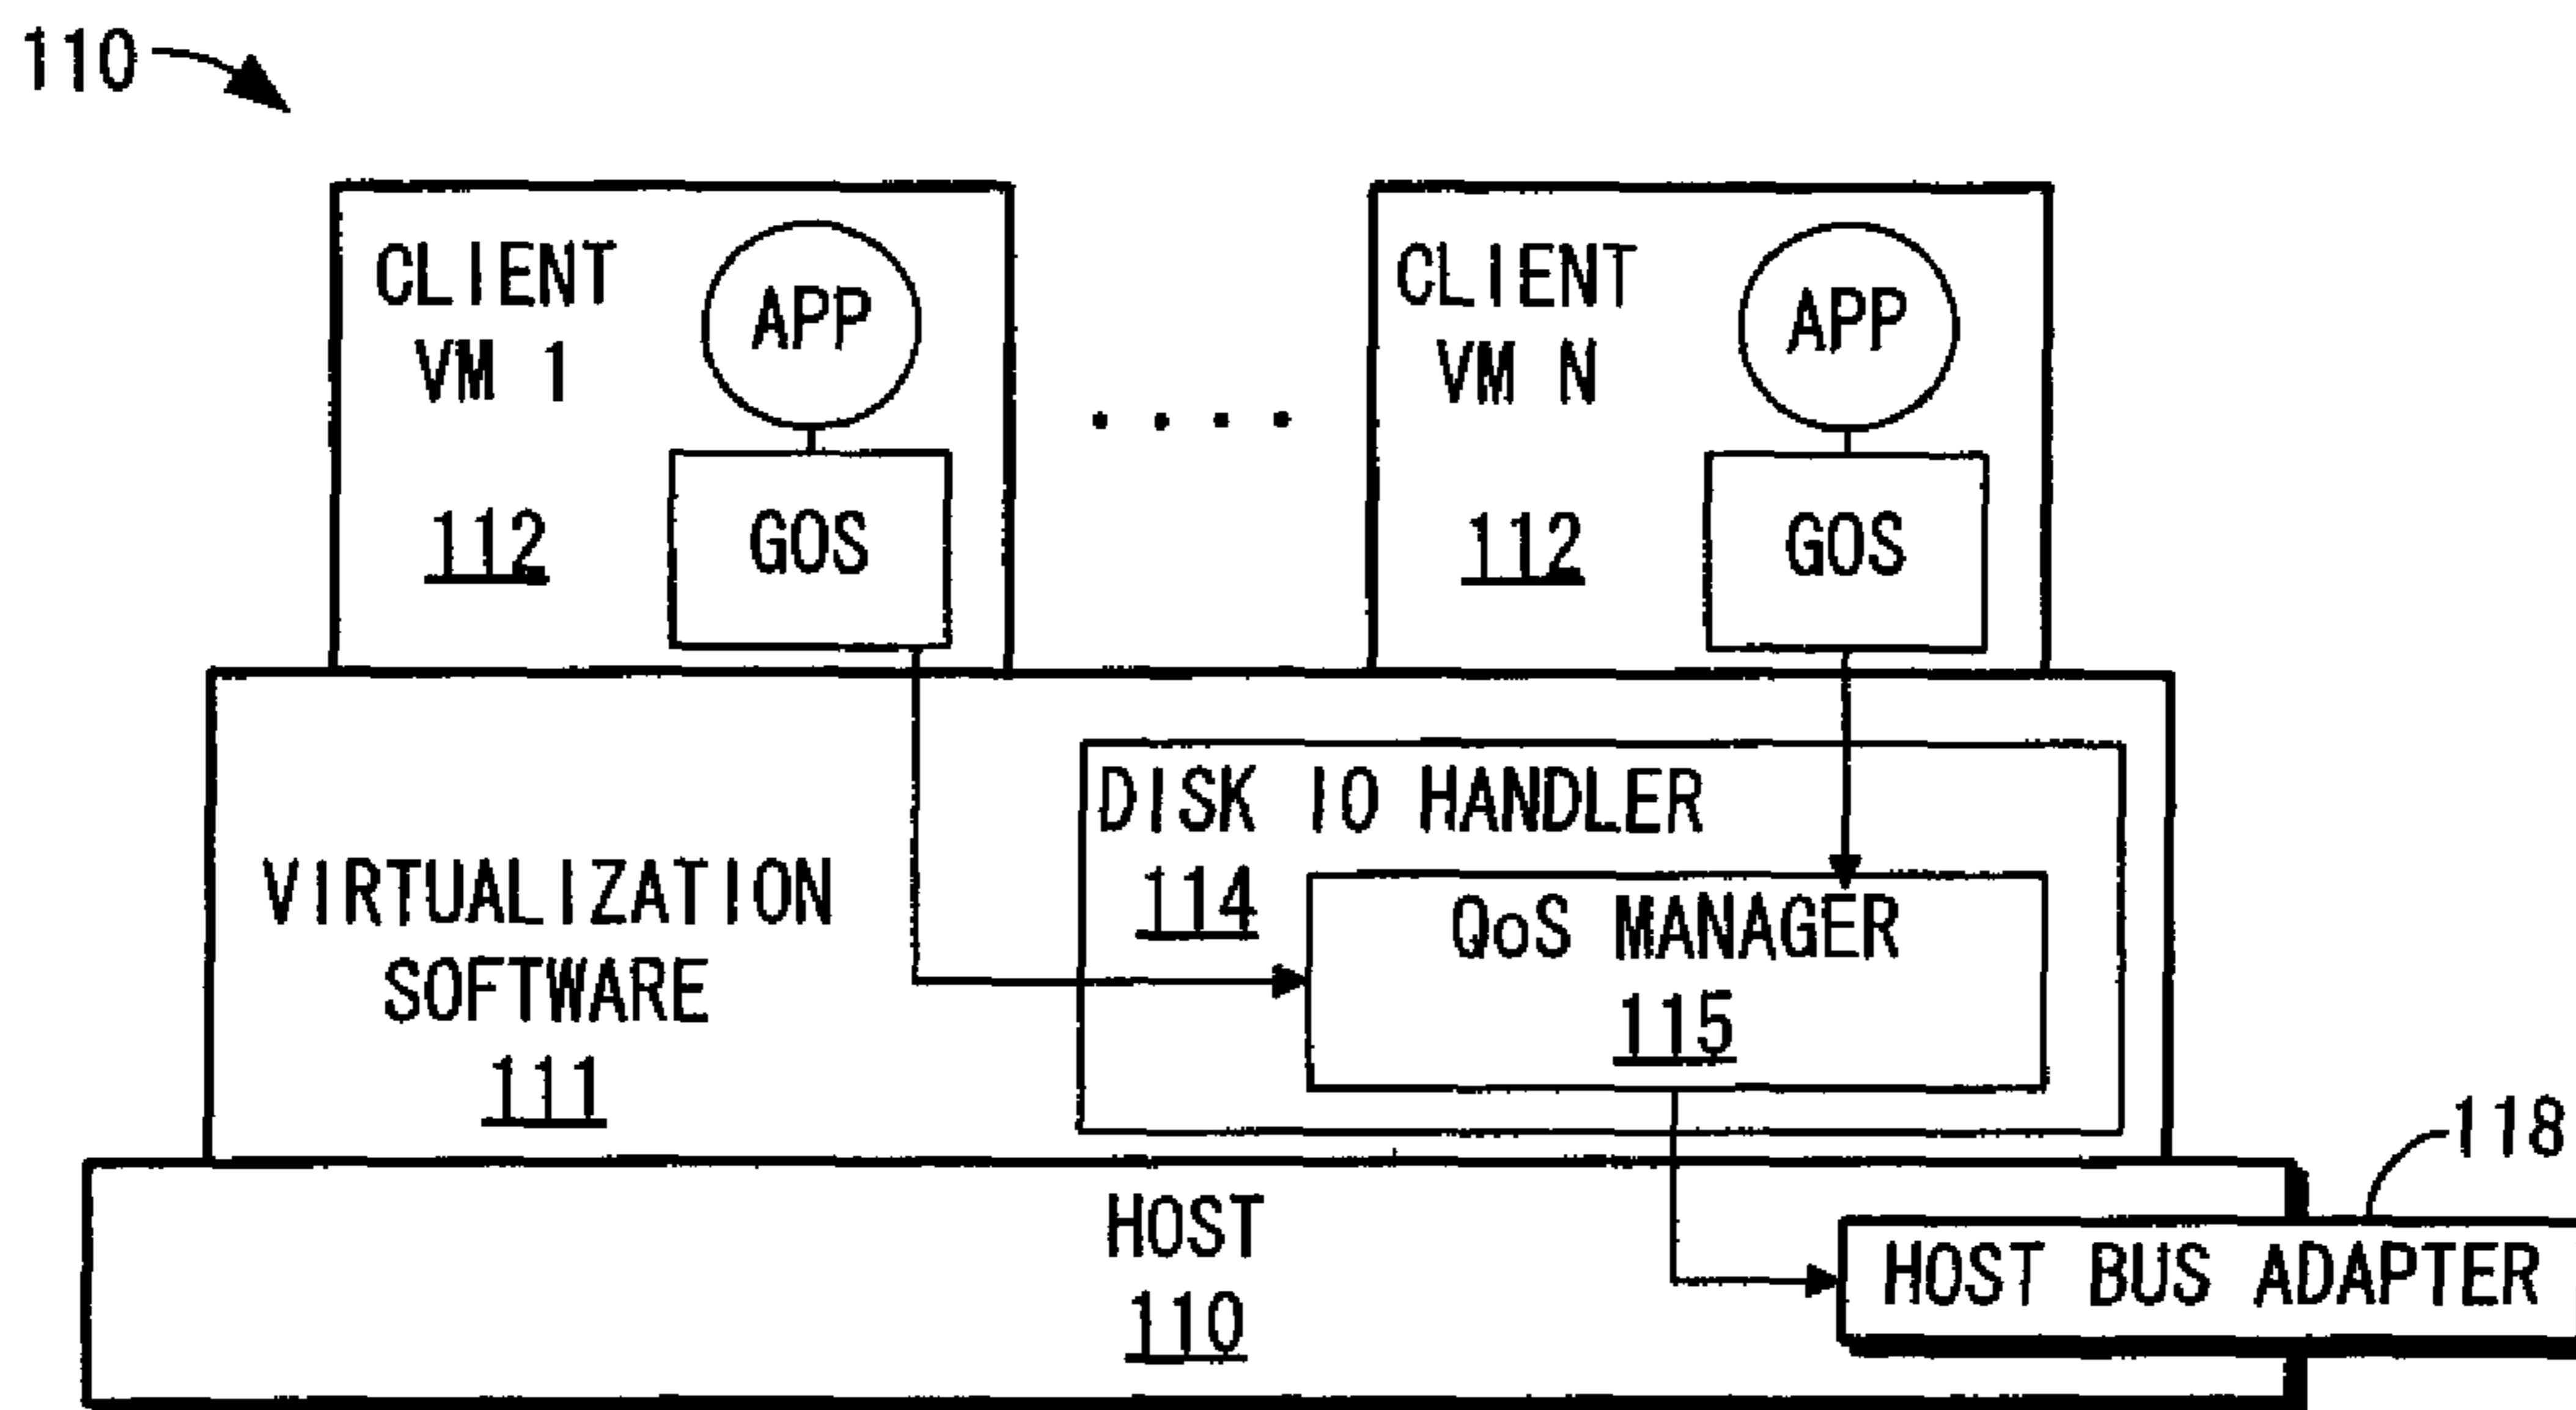 110
CLIENT
VM 1
112
APP
GOS
CLIENT
VM N
112
APP
GOS
VIRTUALIZATION
SOFTWARE
111
DISK IO HANDLER
114
QoS MANAGER
115
HOST
110
118
HOST BUS ADAPTER